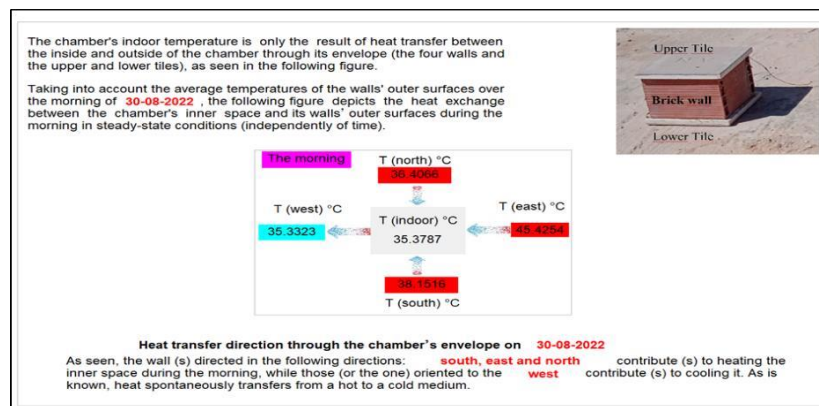 The chamber's indoor temperature is only the result of heat transfer between
the inside and outside of the chamber through its envelope (the four walls and
the upper and lower tiles), as seen in the following figure.
Taking into account the average temperatures of the walls' outer surfaces over
the morning of 30-08-2022 , the following figure depicts the heat exchange
between the chamber's inner space and its walls' outer surfaces during the
morning in steady-state conditions (independently of time).
Upper Tile
Brick wall
Lower Tile
The morning
T (north) °C
36.4066
T (west) °C
35.3323
T (indoor) °C
35.3787
T (east) °C
45.4254
38.1516
T (south) °C
Heat transfer direction through the chamber's envelope on 30-08-2022
As seen, the wall (s) directed in the following directions: south, east and north contribute (s) to heating the
inner space during the morning, while those (or the one) oriented to the west contribute (s) to cooling it. As is
known, heat spontaneously transfers from a hot to a cold medium.